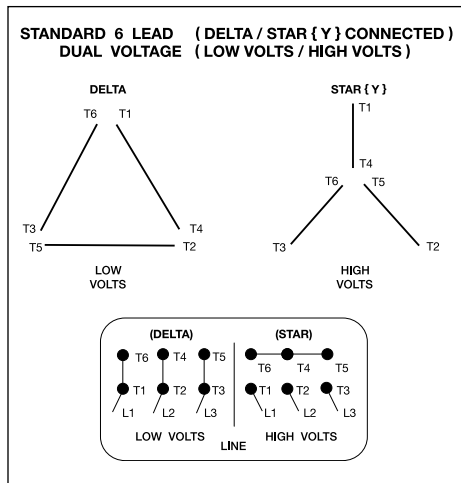 STANDARD 6 LEAD ( DELTA / STAR { Y } CONNECTED )
DUAL VOLTAGE ( LOW VOLTS / HIGH VOLTS )
DELTA
T6 T1
T3
T5
T4
T2
LOW
VOLTS
STAR { Y }
T1
T4
T6 T5
T3
T2
HIGH
VOLTS
(DELTA)
T6 T4 T5
T1 T2 T3
L1 L2 L3
LOW VOLTS
(STAR)
T6 T4 T5
T1 T2 T3
L1 L2 L3
HIGH VOLTS
LINE